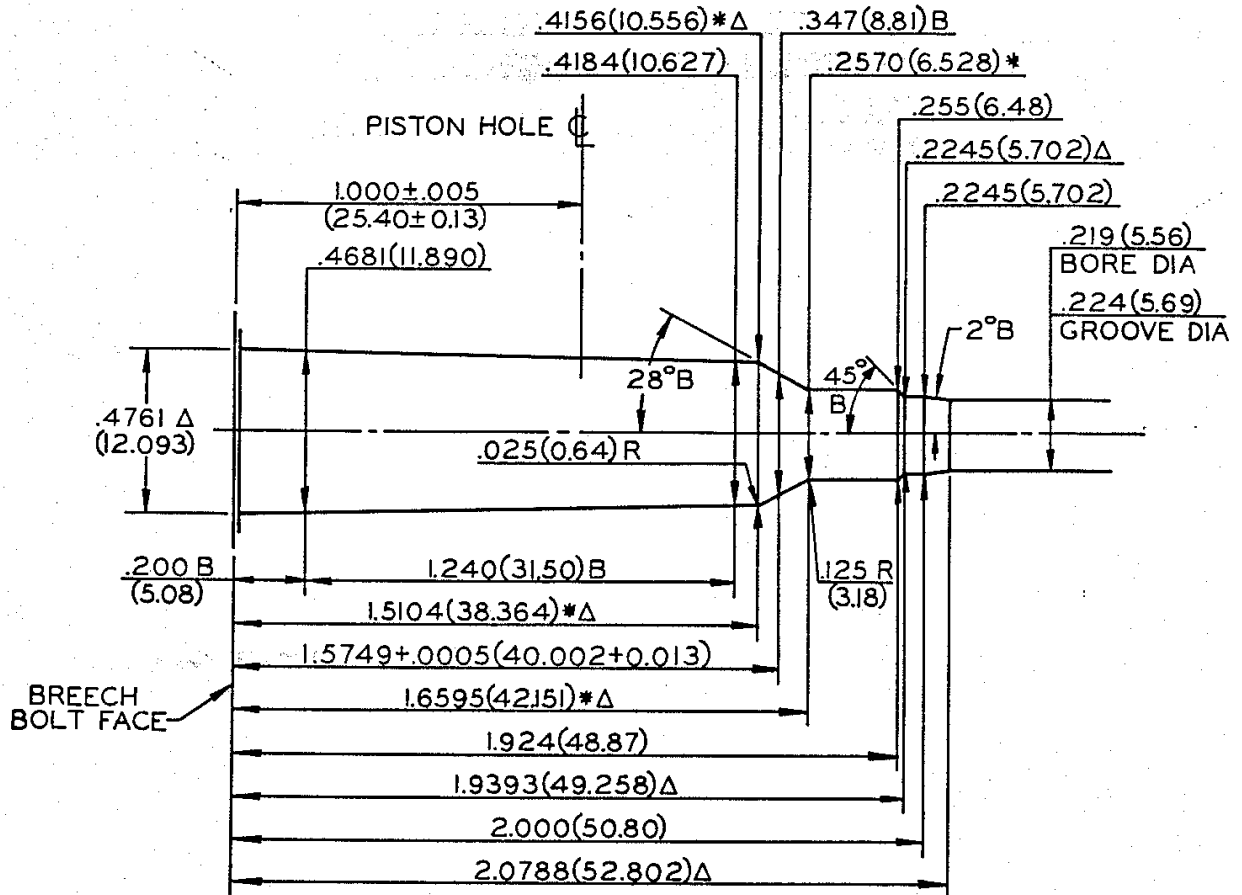 .4156(10.556)*Δ
.347(8.81)B
.4184(10.627)
.2570(6.528)*
PISTON HOLE ℄
.255(6.48)
.2245(5.702)Δ
1.000±.005
(25.40±0.13)
.2245(5.702)
.4681(11.890)
.219(5.56)
BORE DIA
.224(5.69)
GROOVE DIA
2°B
28°B
45°
B
.4761 Δ
(12.093)
.025(0.64)R
.200 B
(5.08)
1.240(31.50)B
.125 R
(3.18)
1.5104(38.364)*Δ
1.5749+.0005(40.002+0.013)
BREECH
BOLT FACE
1.6595(42.151)*Δ
1.924(48.87)
1.9393(49.258)Δ
2.000(50.80)
2.0788(52.802)Δ